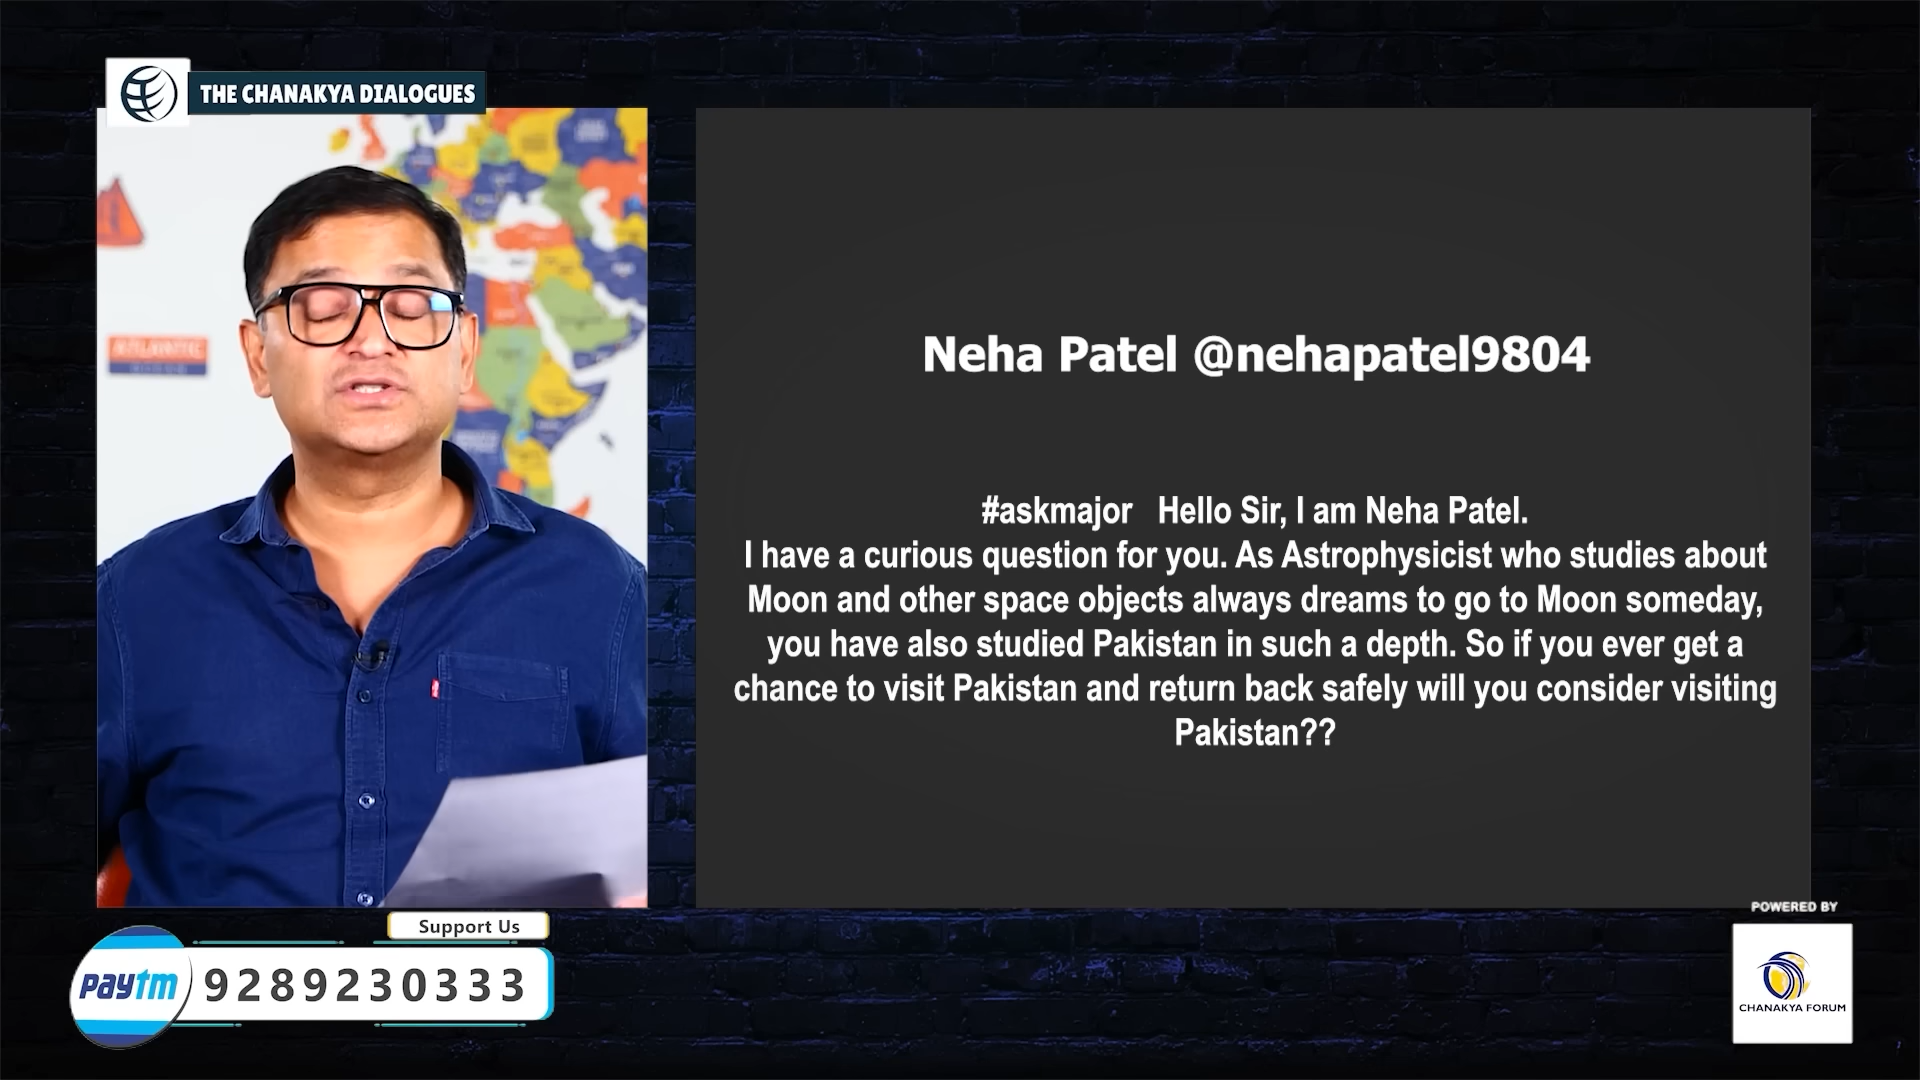 THE CHANAKYA DIALOGUES
ATLANTIC
Neha Patel @nehapatel9804
#askmajor Hello Sir, I am Neha Patel.
I have a curious question for you. As Astrophysicist who studies about
Moon and other space objects always dreams to go to Moon someday,
you have also studied Pakistan in such a depth. So if you ever get a
chance to visit Pakistan and return back safely will you consider visiting
Pakistan??
Support Us
paytm 9289230333
POWERED BY
CHANAKYA FORUM